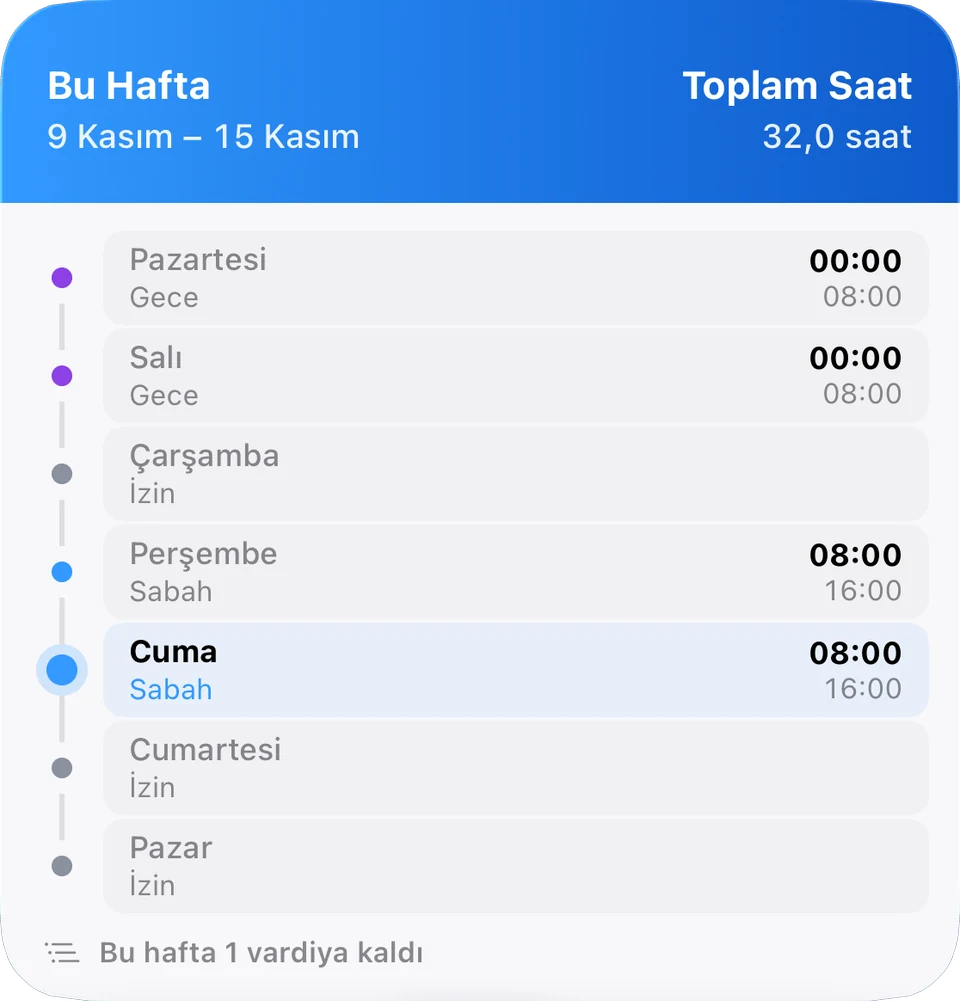 Bu Hafta
Toplam Saat
9 Kasım – 15 Kasım
32,0 saat
Pazartesi
00:00
Gece
08:00
Salı
00:00
Gece
08:00
Çarşamba
İzin
Perşembe
08:00
Sabah
16:00
Cuma
08:00
Sabah
16:00
Cumartesi
İzin
Pazar
İzin
Bu hafta 1 vardiya kaldı